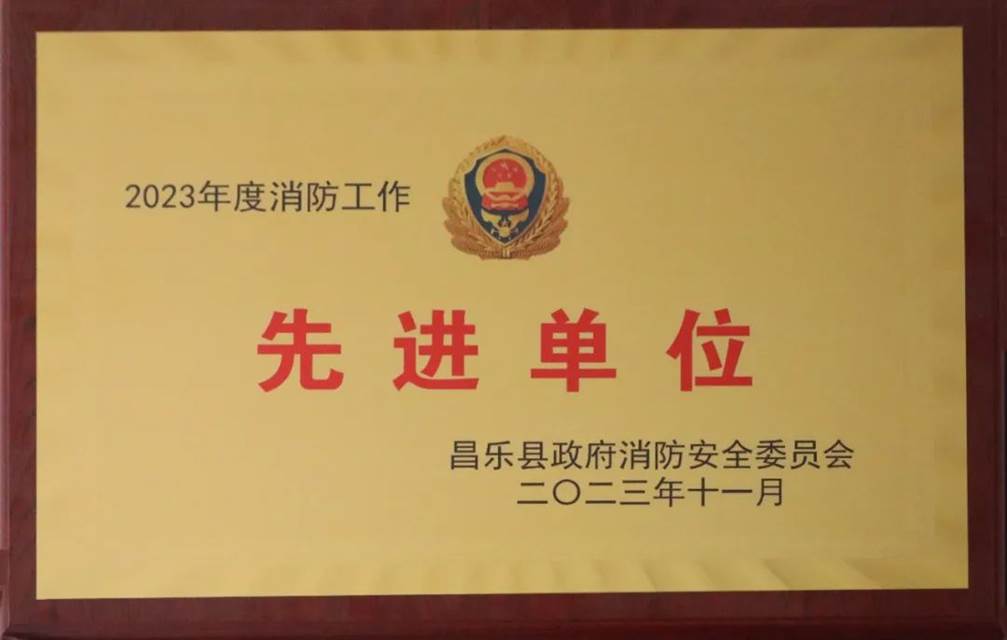 2023年度消防工作
先进单位
昌乐县政府消防安全委员会
二〇二三年十一月